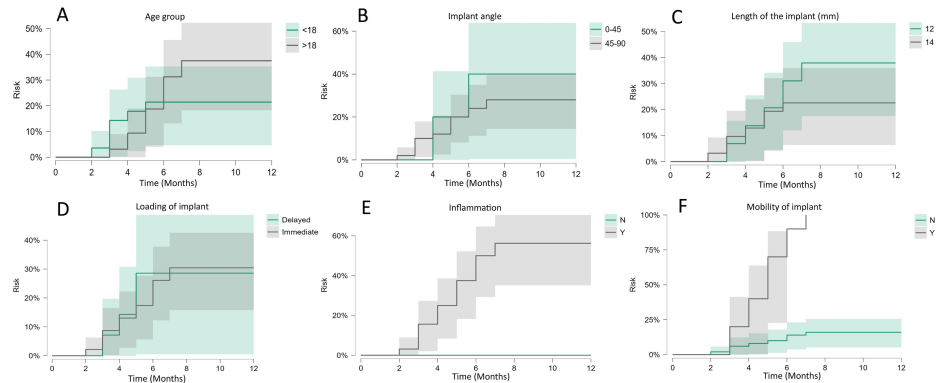 A
Age group
<18
>18
50%
40%
30%
20%
10%
0%
Risk
0 2 4 6 8 10 12
Time (Months)
B
Implant angle
0-45
45-90
60%
40%
20%
0%
Risk
0 2 4 6 8 10 12
Time (Months)
C
Length of the implant (mm)
12
14
50%
40%
30%
20%
10%
0%
Risk
0 2 4 6 8 10 12
Time (Months)
D
Loading of implant
Delayed
Immediate
40%
30%
20%
10%
0%
Risk
0 2 4 6 8 10 12
Time (Months)
E
Inflammation
N
Y
60%
40%
20%
0%
Risk
0 2 4 6 8 10 12
Time (Months)
F
Mobility of implant
N
Y
100%
75%
50%
25%
0%
Risk
0 2 4 6 8 10 12
Time (Months)